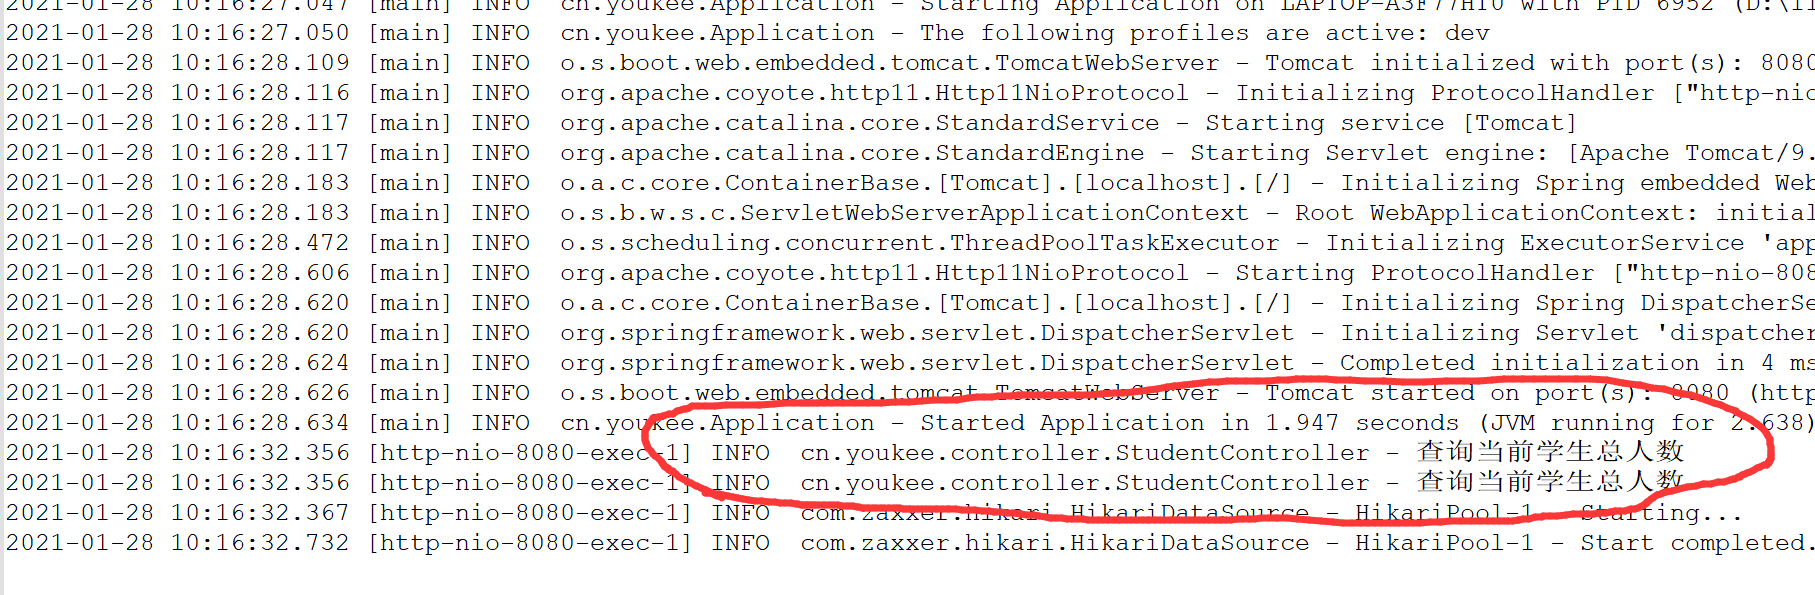 2021-01-28 10:16:27.047 [main] INFO  cn.youkee.Application - Starting Application on LAPTOP-A3F77HI0 with PID 6952
2021-01-28 10:16:27.050 [main] INFO  cn.youkee.Application - The following profiles are active: dev
2021-01-28 10:16:28.109 [main] INFO  o.s.boot.web.embedded.tomcat.TomcatWebServer - Tomcat initialized with port(s): 8080
2021-01-28 10:16:28.116 [main] INFO  org.apache.coyote.http11.Http11NioProtocol - Initializing ProtocolHandler ["http-nio
2021-01-28 10:16:28.117 [main] INFO  org.apache.catalina.core.StandardService - Starting service [Tomcat]
2021-01-28 10:16:28.117 [main] INFO  org.apache.catalina.core.StandardEngine - Starting Servlet engine: [Apache Tomcat/9.
2021-01-28 10:16:28.183 [main] INFO  o.a.c.core.ContainerBase.[Tomcat].[localhost].[/] - Initializing Spring embedded Web
2021-01-28 10:16:28.183 [main] INFO  o.s.b.w.s.c.ServletWebServerApplicationContext - Root WebApplicationContext: initial
2021-01-28 10:16:28.472 [main] INFO  o.s.scheduling.concurrent.ThreadPoolTaskExecutor - Initializing ExecutorService 'app
2021-01-28 10:16:28.606 [main] INFO  org.apache.coyote.http11.Http11NioProtocol - Starting ProtocolHandler ["http-nio-808
2021-01-28 10:16:28.620 [main] INFO  o.a.c.core.ContainerBase.[Tomcat].[localhost].[/] - Initializing Spring DispatcherSe
2021-01-28 10:16:28.620 [main] INFO  org.springframework.web.servlet.DispatcherServlet - Initializing Servlet 'dispatcher
2021-01-28 10:16:28.624 [main] INFO  org.springframework.web.servlet.DispatcherServlet - Completed initialization in 4 ms
2021-01-28 10:16:28.626 [main] INFO  o.s.boot.web.embedded.tomcat.TomcatWebServer - Tomcat started on port(s): 8080 (http
2021-01-28 10:16:28.634 [main] INFO  cn.youkee.Application - Started Application in 1.947 seconds (JVM running for 2.638)
2021-01-28 10:16:32.356 [http-nio-8080-exec-1] INFO  cn.youkee.controller.StudentController - 查询当前学生总人数
2021-01-28 10:16:32.356 [http-nio-8080-exec-1] INFO  cn.youkee.controller.StudentController - 查询当前学生总人数
2021-01-28 10:16:32.367 [http-nio-8080-exec-1] INFO  com.zaxxer.hikari.HikariDataSource - HikariPool-1 - Starting...
2021-01-28 10:16:32.732 [http-nio-8080-exec-1] INFO  com.zaxxer.hikari.HikariDataSource - HikariPool-1 - Start completed.